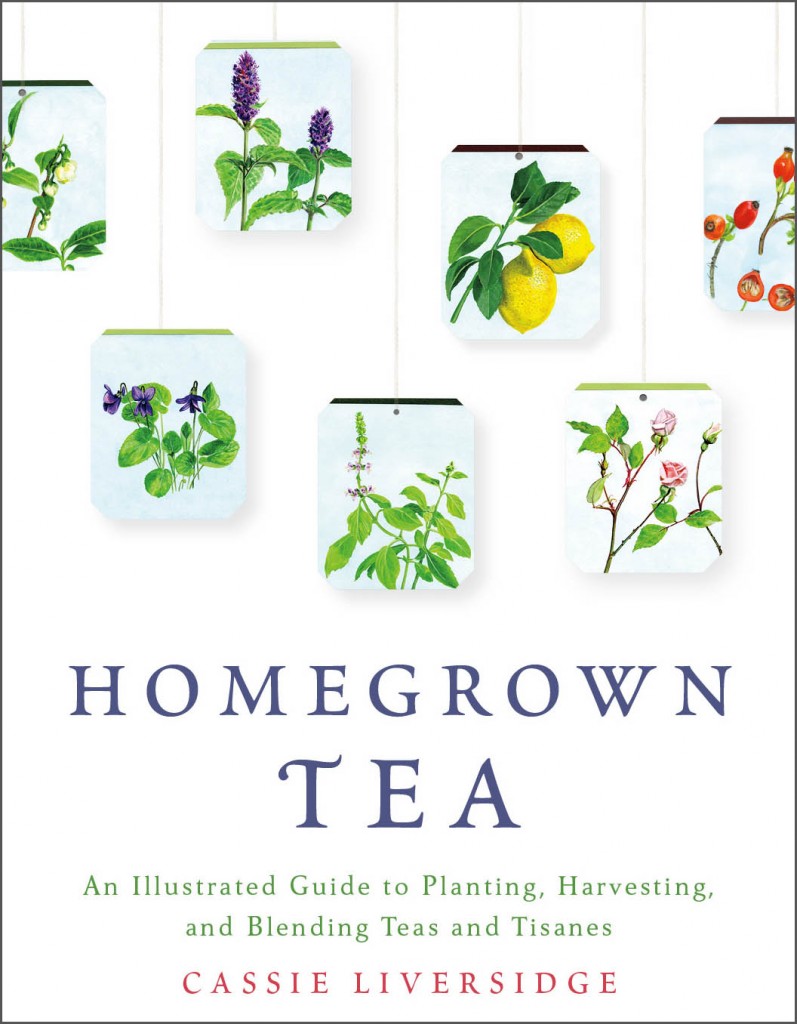 HOMEGROWN
TEA
An Illustrated Guide to Planting, Harvesting,
and Blending Teas and Tisanes
CASSIE LIVERSIDGE